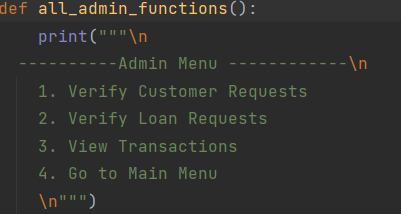 def all_admin_functions():
print("""\n
----------Admin Menu ------------\n
1. Verify Customer Requests
2. Verify Loan Requests
3. View Transactions
4. Go to Main Menu
\n""")